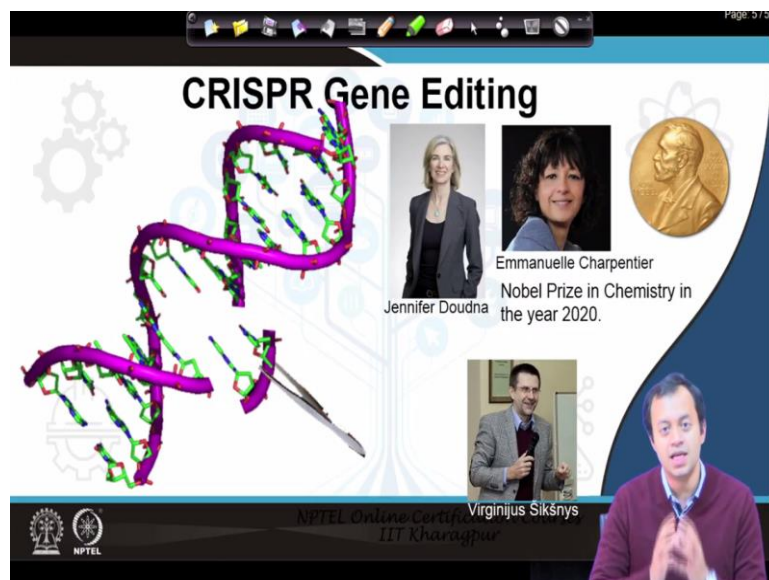 Page: 5/5
CRISPR Gene Editing
Emmanuelle Charpentier
Jennifer Doudna
Nobel Prize in Chemistry in
the year 2020.
Virginijus Šikšnys
NPTEL Online Certification Courses
IIT Kharagpur
NPTEL